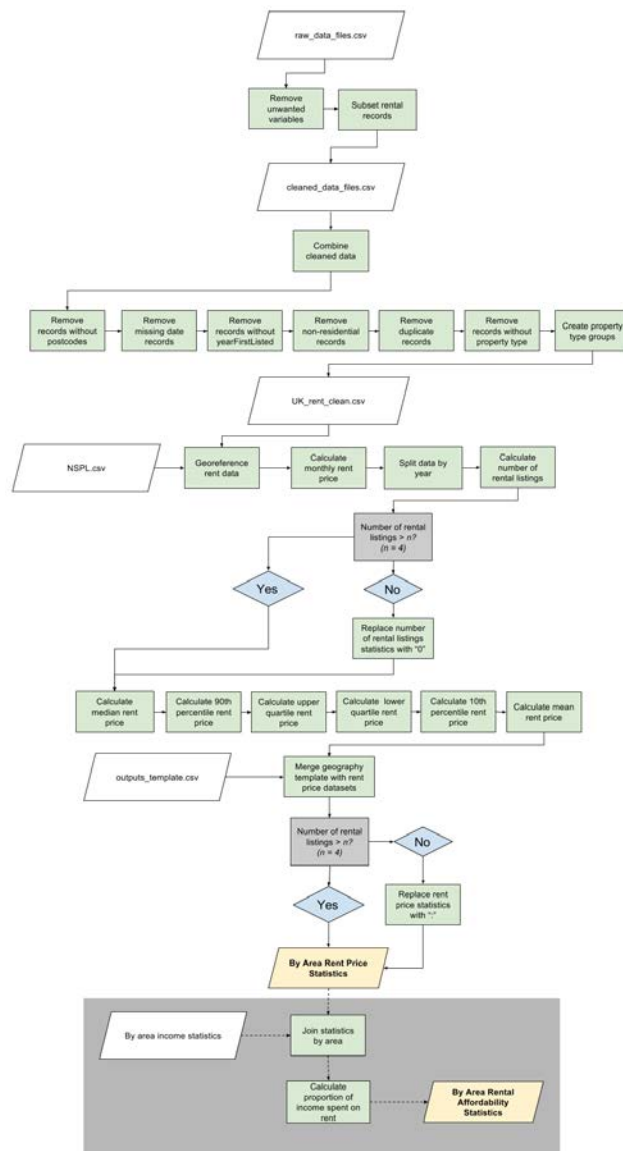 raw_data_files.csv
Remove
unwanted
variables
Subset rental
records
cleaned_data_files.csv
Combine
cleaned data
Remove
records without
postcodes
Remove
missing date
records
Remove
records without
yearFirstListed
Remove
non-residential
records
Remove
duplicate
records
Remove
records without
property type
Create property
type groups
UK_rent_clean.csv
NSPL.csv
Georeference
rent data
Calculate
monthly rent
price
Split data by
year
Calculate
number of
rental listings
Number of rental
listings > n?
(n = 4)
Yes
No
Replace number
of rental listings
statistics with “0”
Calculate
median rent
price
Calculate 90th
percentile rent
price
Calculate upper
quartile rent
price
Calculate lower
quartile rent
price
Calculate 10th
percentile rent
price
Calculate mean
rent price
outputs_template.csv
Merge geography
template with rent
price datasets
Number of rental
listings > n?
(n = 4)
No
Yes
Replace rent
price statistics
with “:”
By Area Rent Price
Statistics
By area income statistics
Join statistics
by area
Calculate
proportion of
income spent on
rent
By Area Rental
Affordability
Statistics